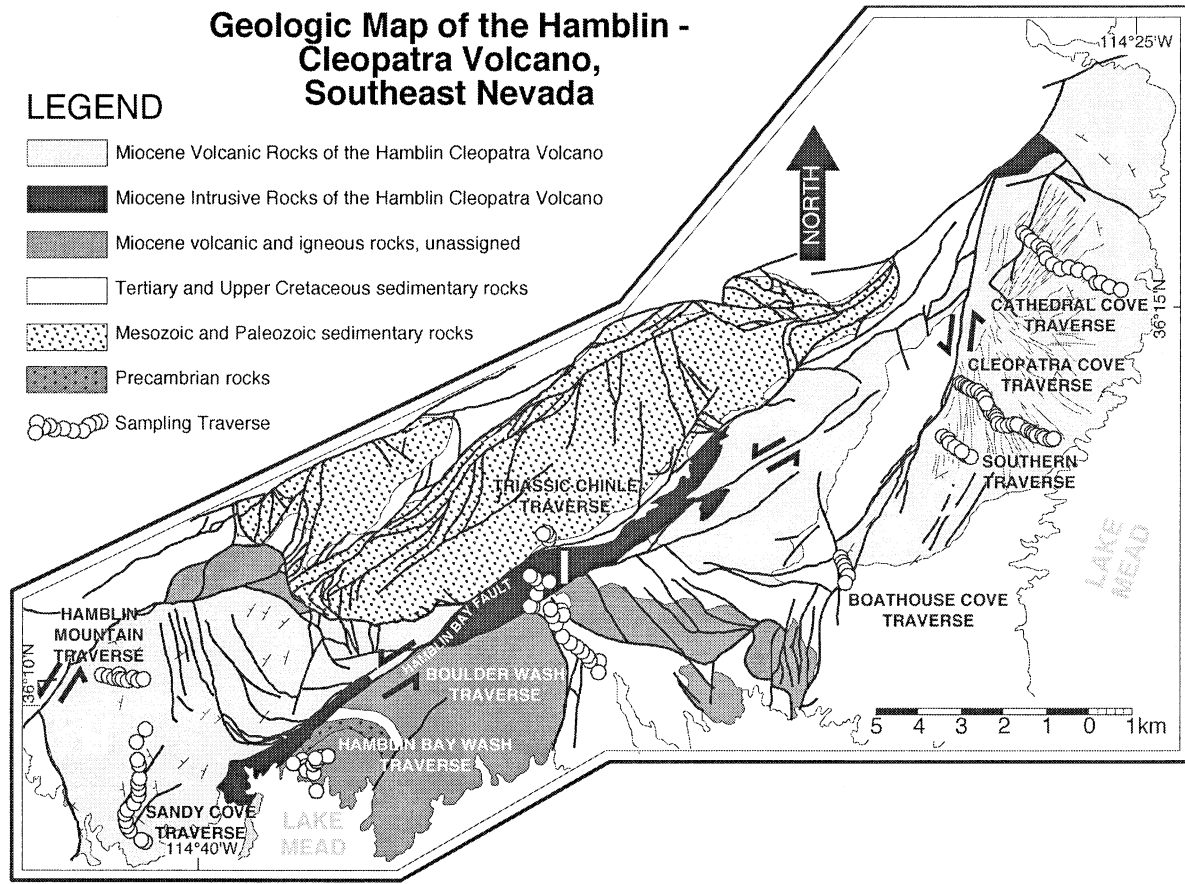 Geologic Map of the Hamblin -
Cleopatra Volcano,
Southeast Nevada
LEGEND
Miocene Volcanic Rocks of the Hamblin Cleopatra Volcano
Miocene Intrusive Rocks of the Hamblin Cleopatra Volcano
Miocene volcanic and igneous rocks, unassigned
Tertiary and Upper Cretaceous sedimentary rocks
Mesozoic and Paleozoic sedimentary rocks
Precambrian rocks
Sampling Traverse
114°25'W
NORTH
36°15'N
CATHEDRAL COVE
TRAVERSE
CLEOPATRA COVE
TRAVERSE
SOUTHERN
TRAVERSE
TRIASSIC CHINLE
TRAVERSE
LAKE
MEAD
BOATHOUSE COVE
TRAVERSE
HAMBLIN
MOUNTAIN
TRAVERSE
36°10'N
HAMBLIN BAY FAULT
BOULDER WASH
TRAVERSE
HAMBLIN BAY WASH
TRAVERSE
5 4 3 2 1 0 1km
SANDY COVE
TRAVERSE
114°40'W
LAKE
MEAD